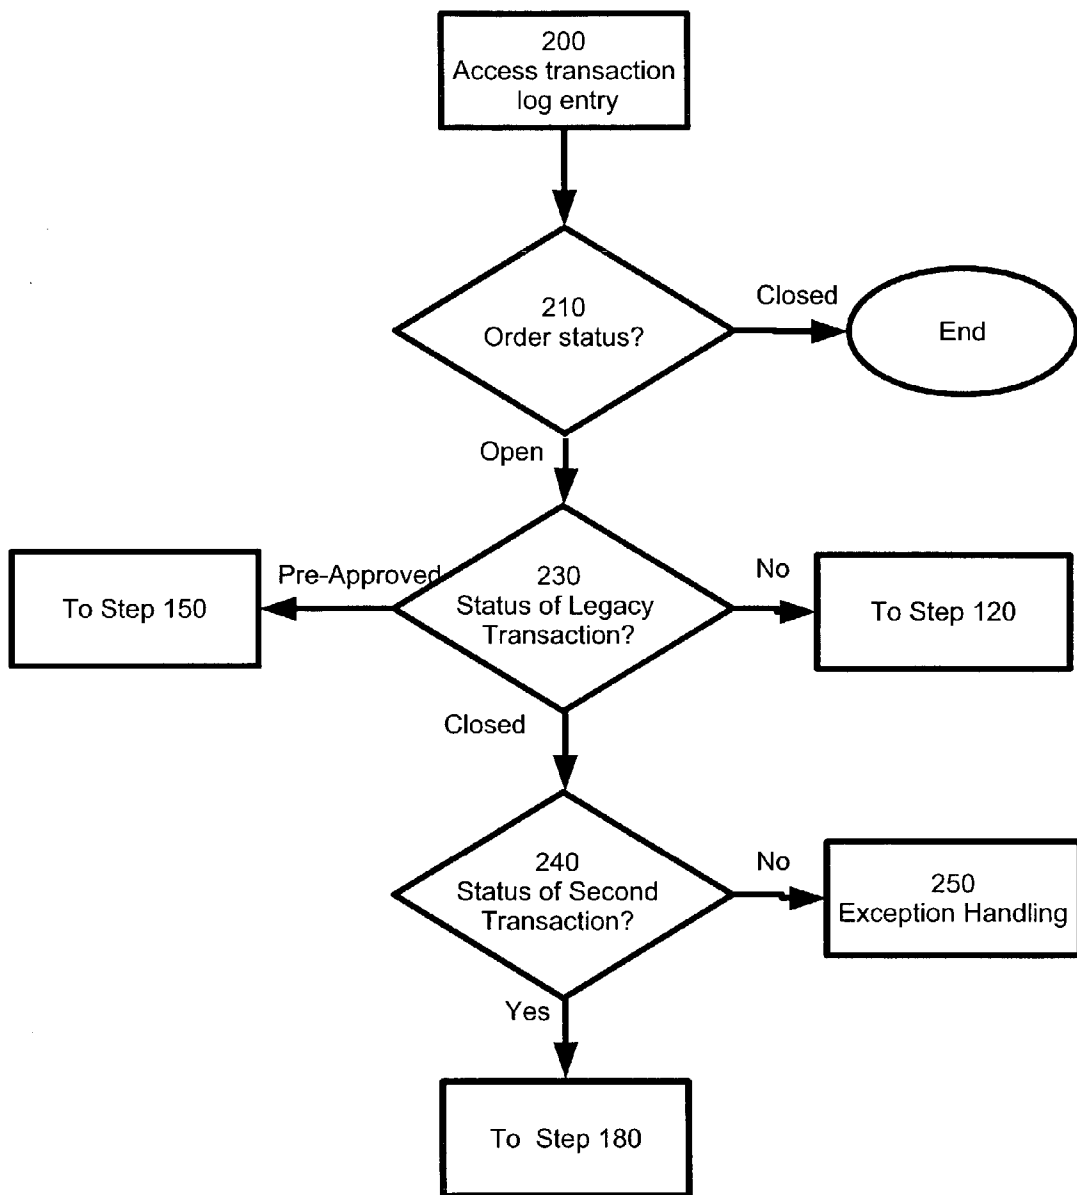 200
Access transaction
log entry
210
Order status?
Closed
End
Open
To Step 150
Pre-Approved
230
Status of Legacy
Transaction?
No
To Step 120
Closed
240
Status of Second
Transaction?
No
250
Exception Handling
Yes
To Step 180